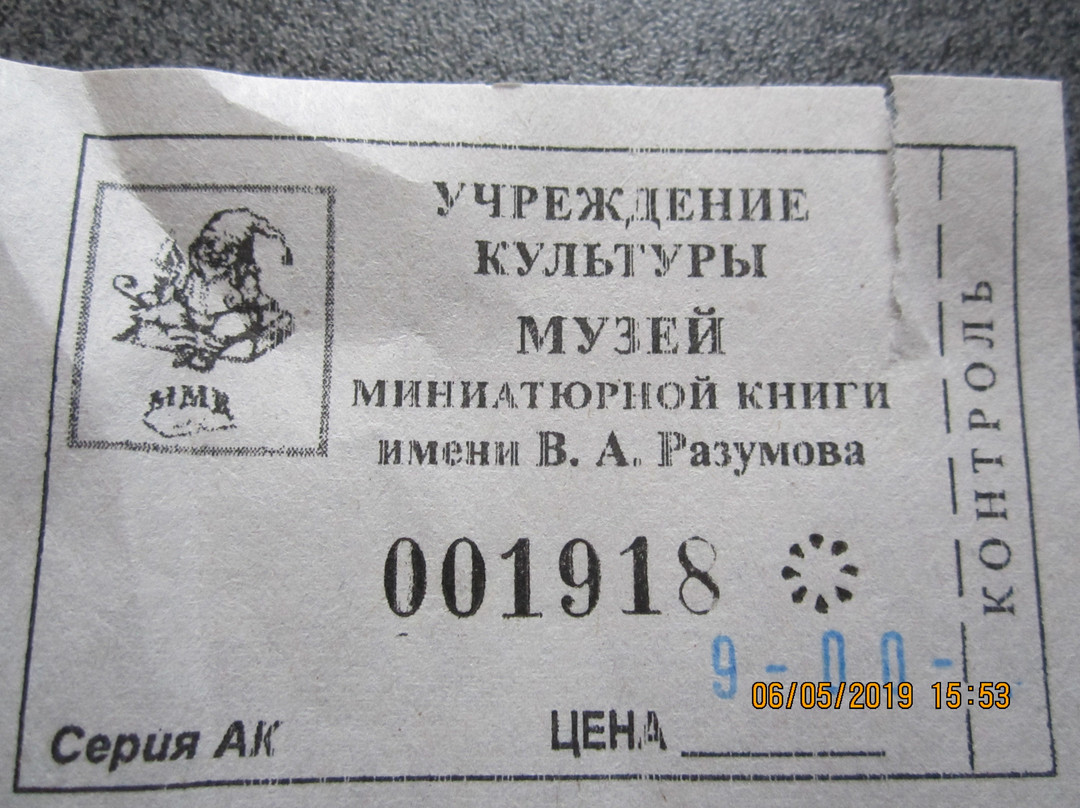 УЧРЕЖДЕНИЕ
КУЛЬТУРЫ
МУЗЕЙ
МИНИАТЮРНОЙ КНИГИ
имени В. А. Разумова
ММК
001918
9-00-
06/05/2019 15:53
Серия АК
ЦЕНА
КОНТРОЛЬ